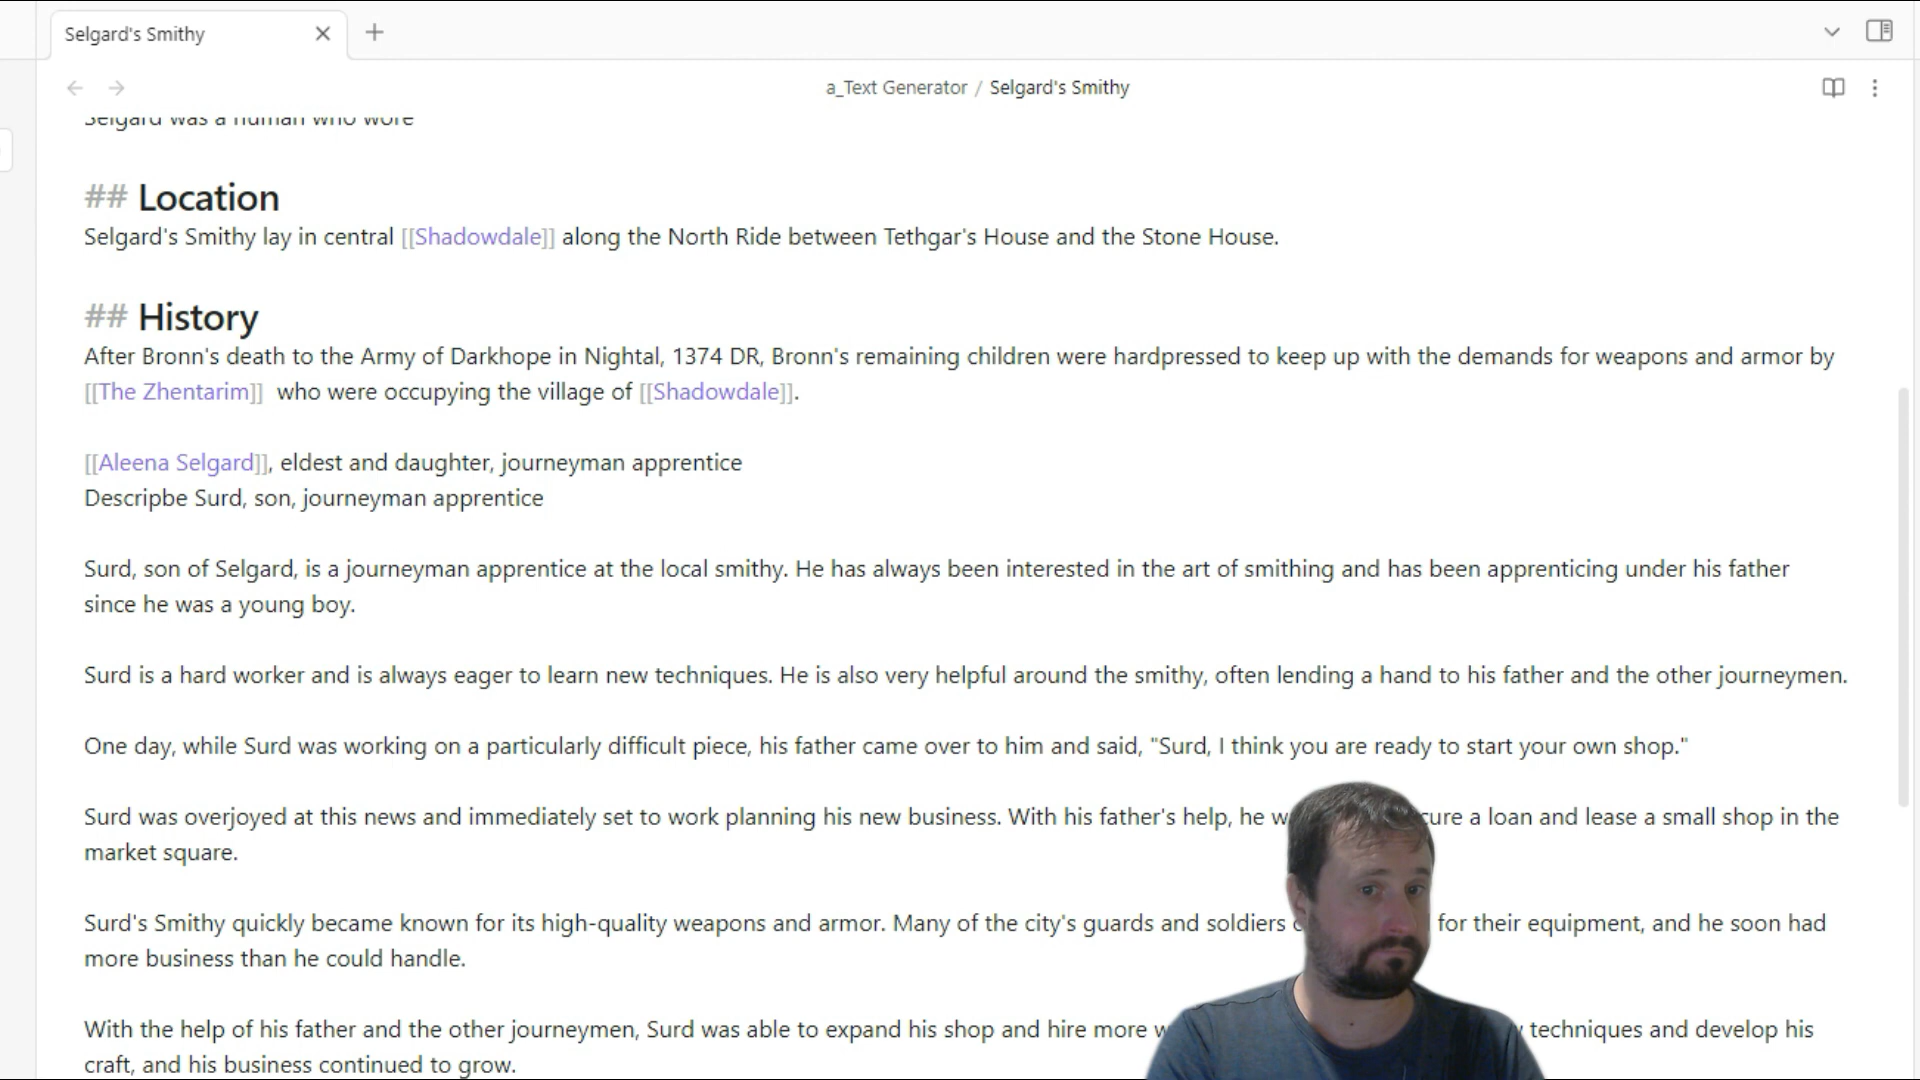 Selgard's Smithy
a_Text Generator / Selgard's Smithy
Selgard was a human who wore
## Location
Selgard's Smithy lay in central [[Shadowdale]] along the North Ride between Tethgar's House and the Stone House.
## History
After Bronn's death to the Army of Darkhope in Nightal, 1374 DR, Bronn's remaining children were hardpressed to keep up with the demands for weapons and armor by
[[The Zhentarim]]  who were occupying the village of [[Shadowdale]].
[[Aleena Selgard]], eldest and daughter, journeyman apprentice
Descripbe Surd, son, journeyman apprentice
Surd, son of Selgard, is a journeyman apprentice at the local smithy. He has always been interested in the art of smithing and has been apprenticing under his father
since he was a young boy.
Surd is a hard worker and is always eager to learn new techniques. He is also very helpful around the smithy, often lending a hand to his father and the other journeymen.
One day, while Surd was working on a particularly difficult piece, his father came over to him and said, "Surd, I think you are ready to start your own shop."
Surd was overjoyed at this news and immediately set to work planning his new business. With his father's help, he a loan and lease a small shop in the
market square.
Surd's Smithy quickly became known for its high-quality weapons and armor. Many of the city's guards and soldiers for their equipment, and he soon had
more business than he could handle.
With the help of his father and the other journeymen, Surd was able to expand his shop and hire more techniques and develop his
craft, and his business continued to grow.